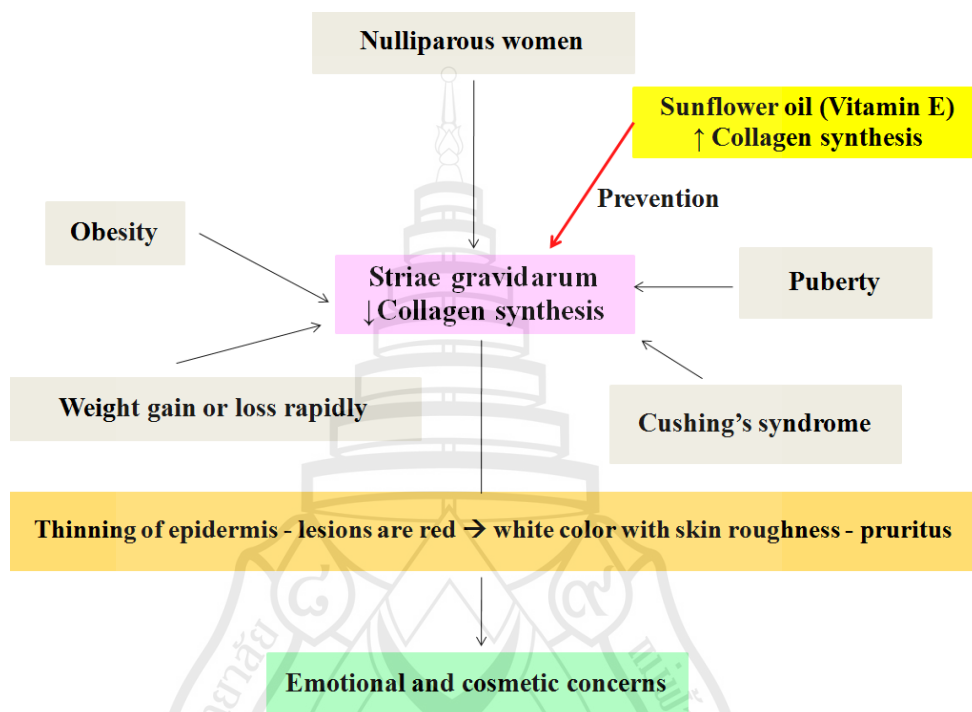 Nulliparous women
Sunflower oil (Vitamin E)
↑ Collagen synthesis
Prevention
Obesity
Striae gravidarum
↓Collagen synthesis
Puberty
Weight gain or loss rapidly
Cushing’s syndrome
Thinning of epidermis - lesions are red → white color with skin roughness - pruritus
Emotional and cosmetic concerns